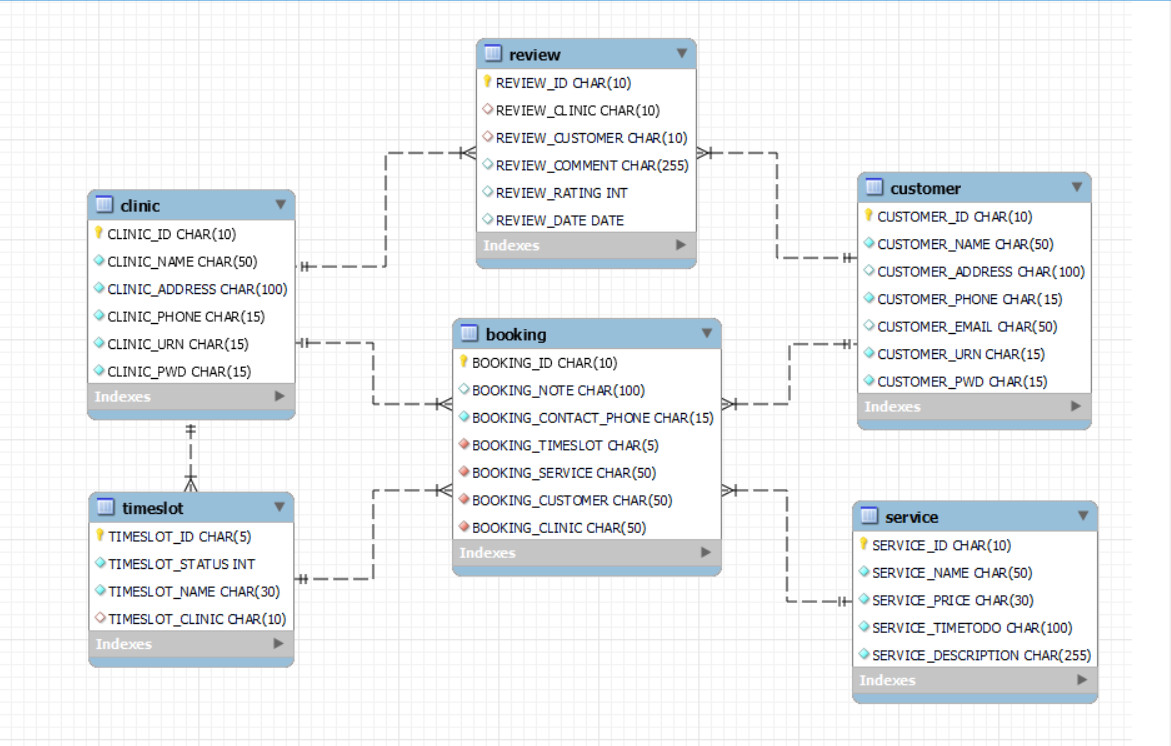 review
REVIEW_ID CHAR(10)
REVIEW_CLINIC CHAR(10)
REVIEW_CUSTOMER CHAR(10)
REVIEW_COMMENT CHAR(255)
REVIEW_RATING INT
REVIEW_DATE DATE
Indexes
clinic
CLINIC_ID CHAR(10)
CLINIC_NAME CHAR(50)
CLINIC_ADDRESS CHAR(100)
CLINIC_PHONE CHAR(15)
CLINIC_URN CHAR(15)
CLINIC_PWD CHAR(15)
Indexes
customer
CUSTOMER_ID CHAR(10)
CUSTOMER_NAME CHAR(50)
CUSTOMER_ADDRESS CHAR(100)
CUSTOMER_PHONE CHAR(15)
CUSTOMER_EMAIL CHAR(50)
CUSTOMER_URN CHAR(15)
CUSTOMER_PWD CHAR(15)
Indexes
booking
BOOKING_ID CHAR(10)
BOOKING_NOTE CHAR(100)
BOOKING_CONTACT_PHONE CHAR(15)
BOOKING_TIMESLOT CHAR(5)
BOOKING_SERVICE CHAR(50)
BOOKING_CUSTOMER CHAR(50)
BOOKING_CLINIC CHAR(50)
Indexes
timeslot
TIMESLOT_ID CHAR(5)
TIMESLOT_STATUS INT
TIMESLOT_NAME CHAR(30)
TIMESLOT_CLINIC CHAR(10)
Indexes
service
SERVICE_ID CHAR(10)
SERVICE_NAME CHAR(50)
SERVICE_PRICE CHAR(30)
SERVICE_TIMETODO CHAR(100)
SERVICE_DESCRIPTION CHAR(255)
Indexes